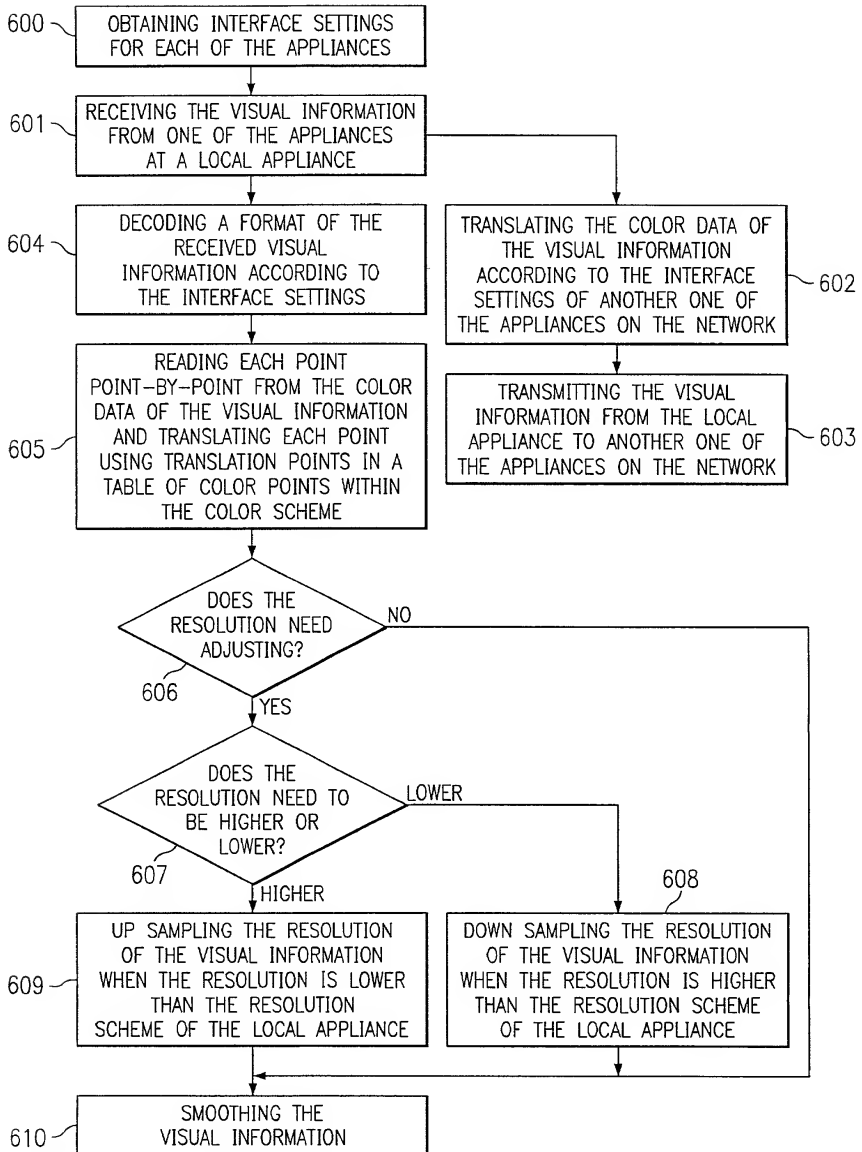 600
OBTAINING INTERFACE SETTINGS
FOR EACH OF THE APPLIANCES
601
RECEIVING THE VISUAL INFORMATION
FROM ONE OF THE APPLIANCES
AT A LOCAL APPLIANCE
604
DECODING A FORMAT OF THE
RECEIVED VISUAL
INFORMATION ACCORDING TO
THE INTERFACE SETTINGS
TRANSLATING THE COLOR DATA OF
THE VISUAL INFORMATION
ACCORDING TO THE INTERFACE
SETTINGS OF ANOTHER ONE OF
THE APPLIANCES ON THE NETWORK
602
605
READING EACH POINT
POINT-BY-POINT FROM THE COLOR
DATA OF THE VISUAL INFORMATION
AND TRANSLATING EACH POINT
USING TRANSLATION POINTS IN A
TABLE OF COLOR POINTS WITHIN
THE COLOR SCHEME
TRANSMITTING THE VISUAL
INFORMATION FROM THE LOCAL
APPLIANCE TO ANOTHER ONE OF
THE APPLIANCES ON THE NETWORK
603
DOES THE
RESOLUTION NEED
ADJUSTING?
NO
606
YES
DOES THE
RESOLUTION NEED TO
BE HIGHER OR
LOWER?
LOWER
607
HIGHER
608
609
UP SAMPLING THE RESOLUTION
OF THE VISUAL INFORMATION
WHEN THE RESOLUTION IS LOWER
THAN THE RESOLUTION
SCHEME OF THE LOCAL APPLIANCE
DOWN SAMPLING THE RESOLUTION
OF THE VISUAL INFORMATION
WHEN THE RESOLUTION IS HIGHER
THAN THE RESOLUTION SCHEME
OF THE LOCAL APPLIANCE
610
SMOOTHING THE
VISUAL INFORMATION